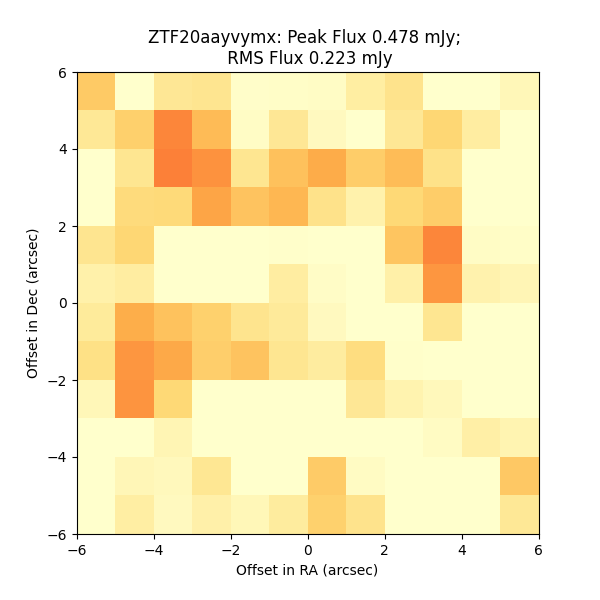 ZTF20aayvymx: Peak Flux 0.478 mJy;
RMS Flux 0.223 mJy
6
4
2
0
−2
−4
−6
Offset in Dec (arcsec)
−6 −4 −2 0 2 4 6
Offset in RA (arcsec)